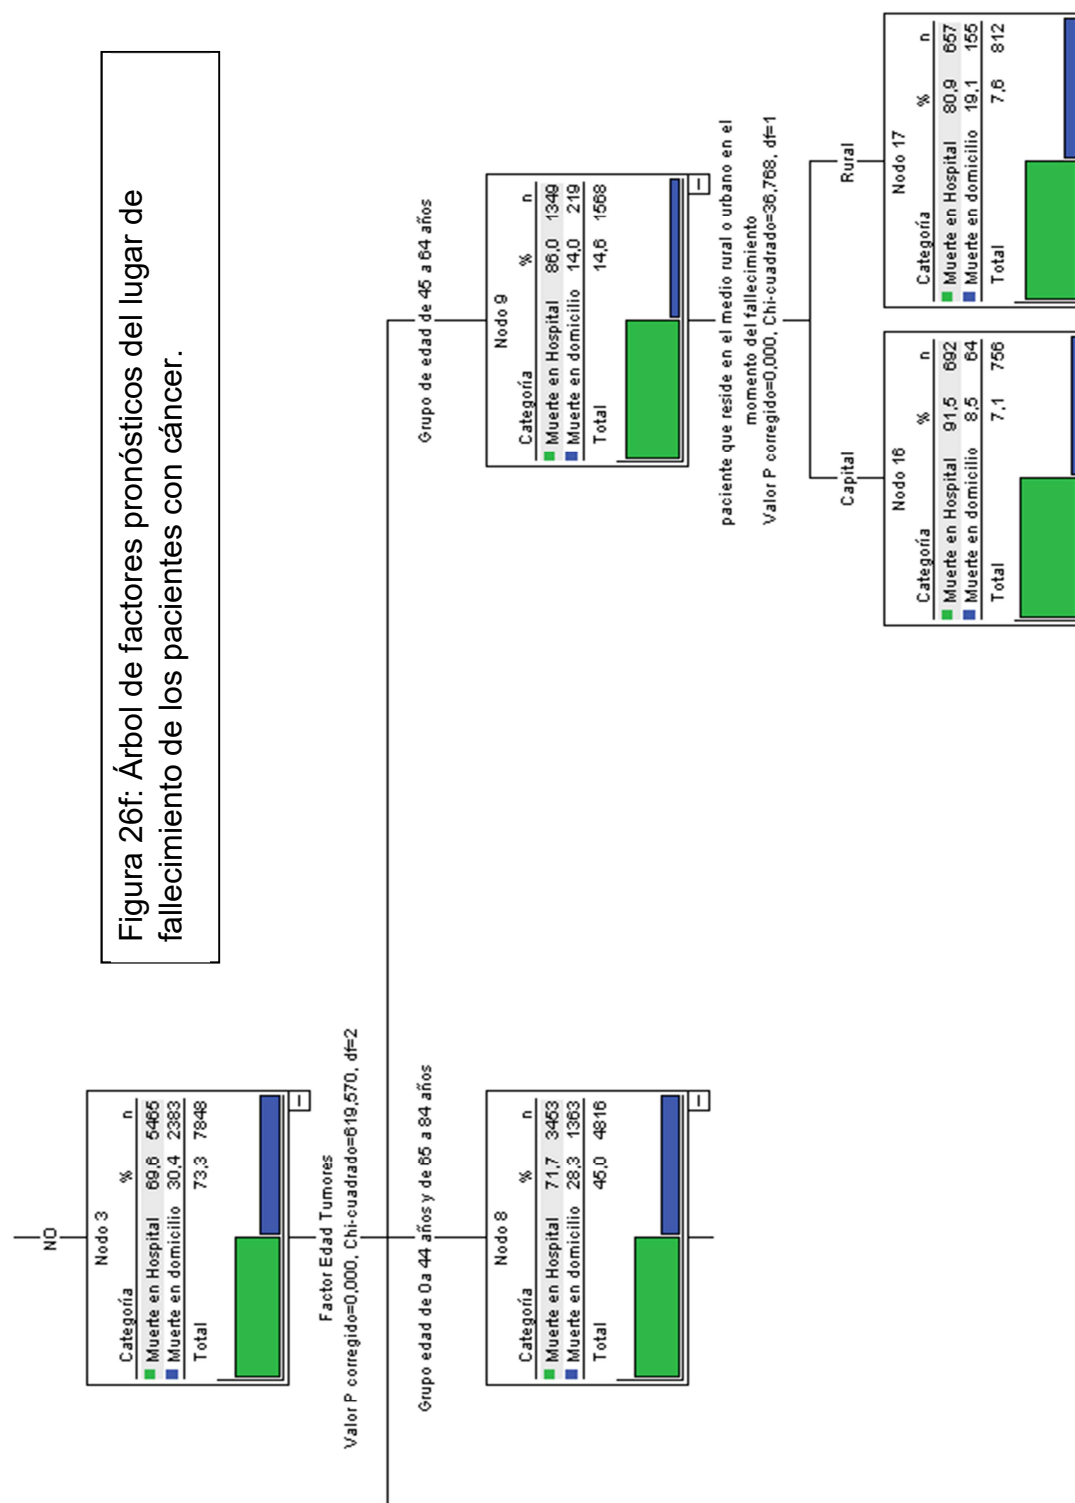 Figura 26f: Árbol de factores pronósticos del lugar de
fallecimiento de los pacientes con cáncer.
NO
Nodo 3
Categoría % n
Muerte en Hospital 69,6 5465
Muerte en domicilio 30,4 2383
Total 73,3 7848
Factor Edad Tumores
Valor P corregido=0,000, Chi-cuadrado=619,570, df=2
Grupo edad de 0a 44 años y de 65 a 84 años
Nodo 8
Categoría % n
Muerte en Hospital 71,7 3453
Muerte en domicilio 28,3 1363
Total 45,0 4816
Grupo de edad de 45 a 64 años
Nodo 9
Categoría % n
Muerte en Hospital 86,0 1349
Muerte en domicilio 14,0 219
Total 14,6 1568
paciente que reside en el medio rural o urbano en el
momento del fallecimiento
Valor P corregido=0,000, Chi-cuadrado=36,768, df=1
Capital
Nodo 16
Categoría % n
Muerte en Hospital 91,5 692
Muerte en domicilio 8,5 64
Total 7,1 756
Rural
Nodo 17
Categoría % n
Muerte en Hospital 80,9 657
Muerte en domicilio 19,1 155
Total 7,6 812